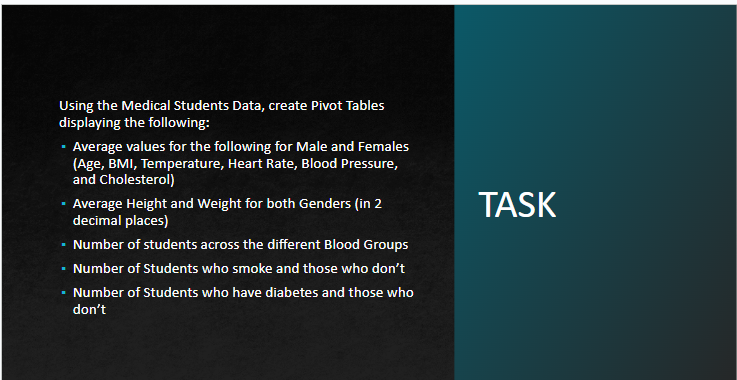 Using the Medical Students Data, create Pivot Tables
displaying the following:
▪ Average values for the following for Male and Females
(Age, BMI, Temperature, Heart Rate, Blood Pressure,
and Cholesterol)
▪ Average Height and Weight for both Genders (in 2
decimal places)
▪ Number of students across the different Blood Groups
▪ Number of Students who smoke and those who don’t
▪ Number of Students who have diabetes and those who
don’t
TASK